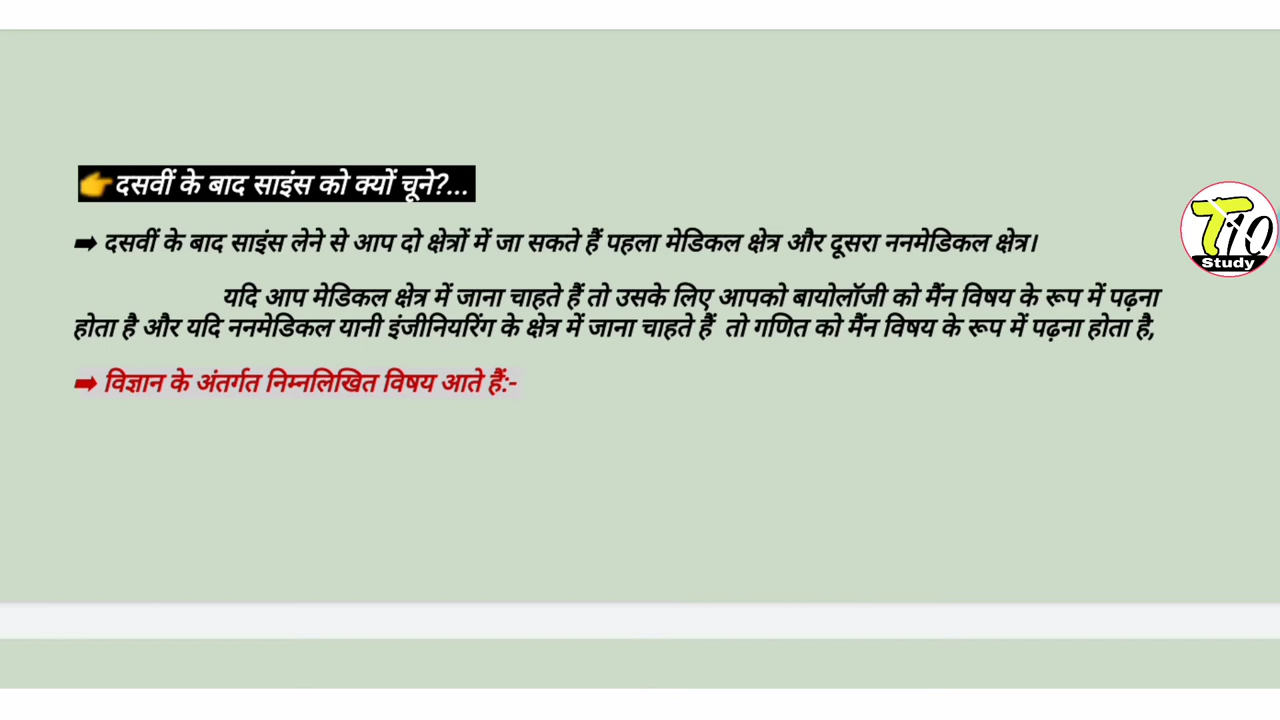 👉दसवीं के बाद साइंस को क्यों चूने?...
➡ दसवीं के बाद साइंस लेने से आप दो क्षेत्रों में जा सकते हैं पहला मेडिकल क्षेत्र और दूसरा ननमेडिकल क्षेत्र।
यदि आप मेडिकल क्षेत्र में जाना चाहते हैं तो उसके लिए आपको बायोलॉजी को मैंन विषय के रूप में पढ़ना
होता है और यदि ननमेडिकल यानी इंजीनियरिंग के क्षेत्र में जाना चाहते हैं तो गणित को मैंन विषय के रूप में पढ़ना होता है,
➡ विज्ञान के अंतर्गत निम्नलिखित विषय आते हैं:-
T10
Study